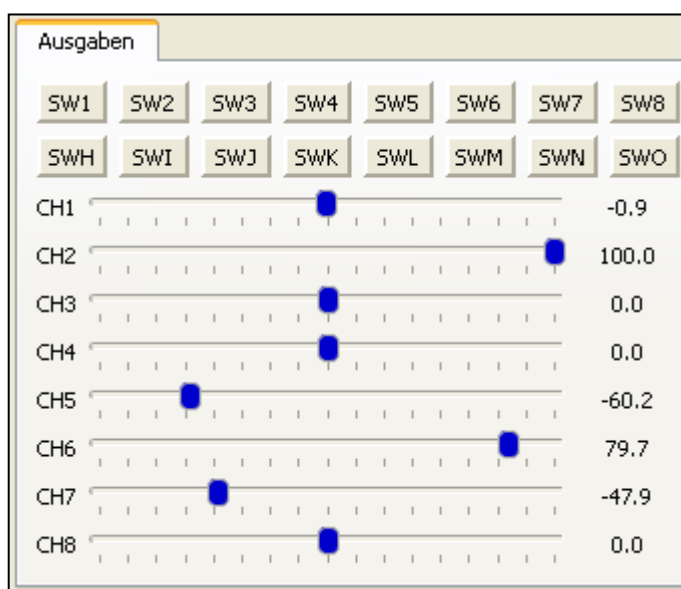 Ausgaben
SW1 SW2 SW3 SW4 SW5 SW6 SW7 SW8
SWH SWI SWJ SWK SWL SWM SWN SWO
CH1 -0.9
CH2 100.0
CH3 0.0
CH4 0.0
CH5 -60.2
CH6 79.7
CH7 -47.9
CH8 0.0